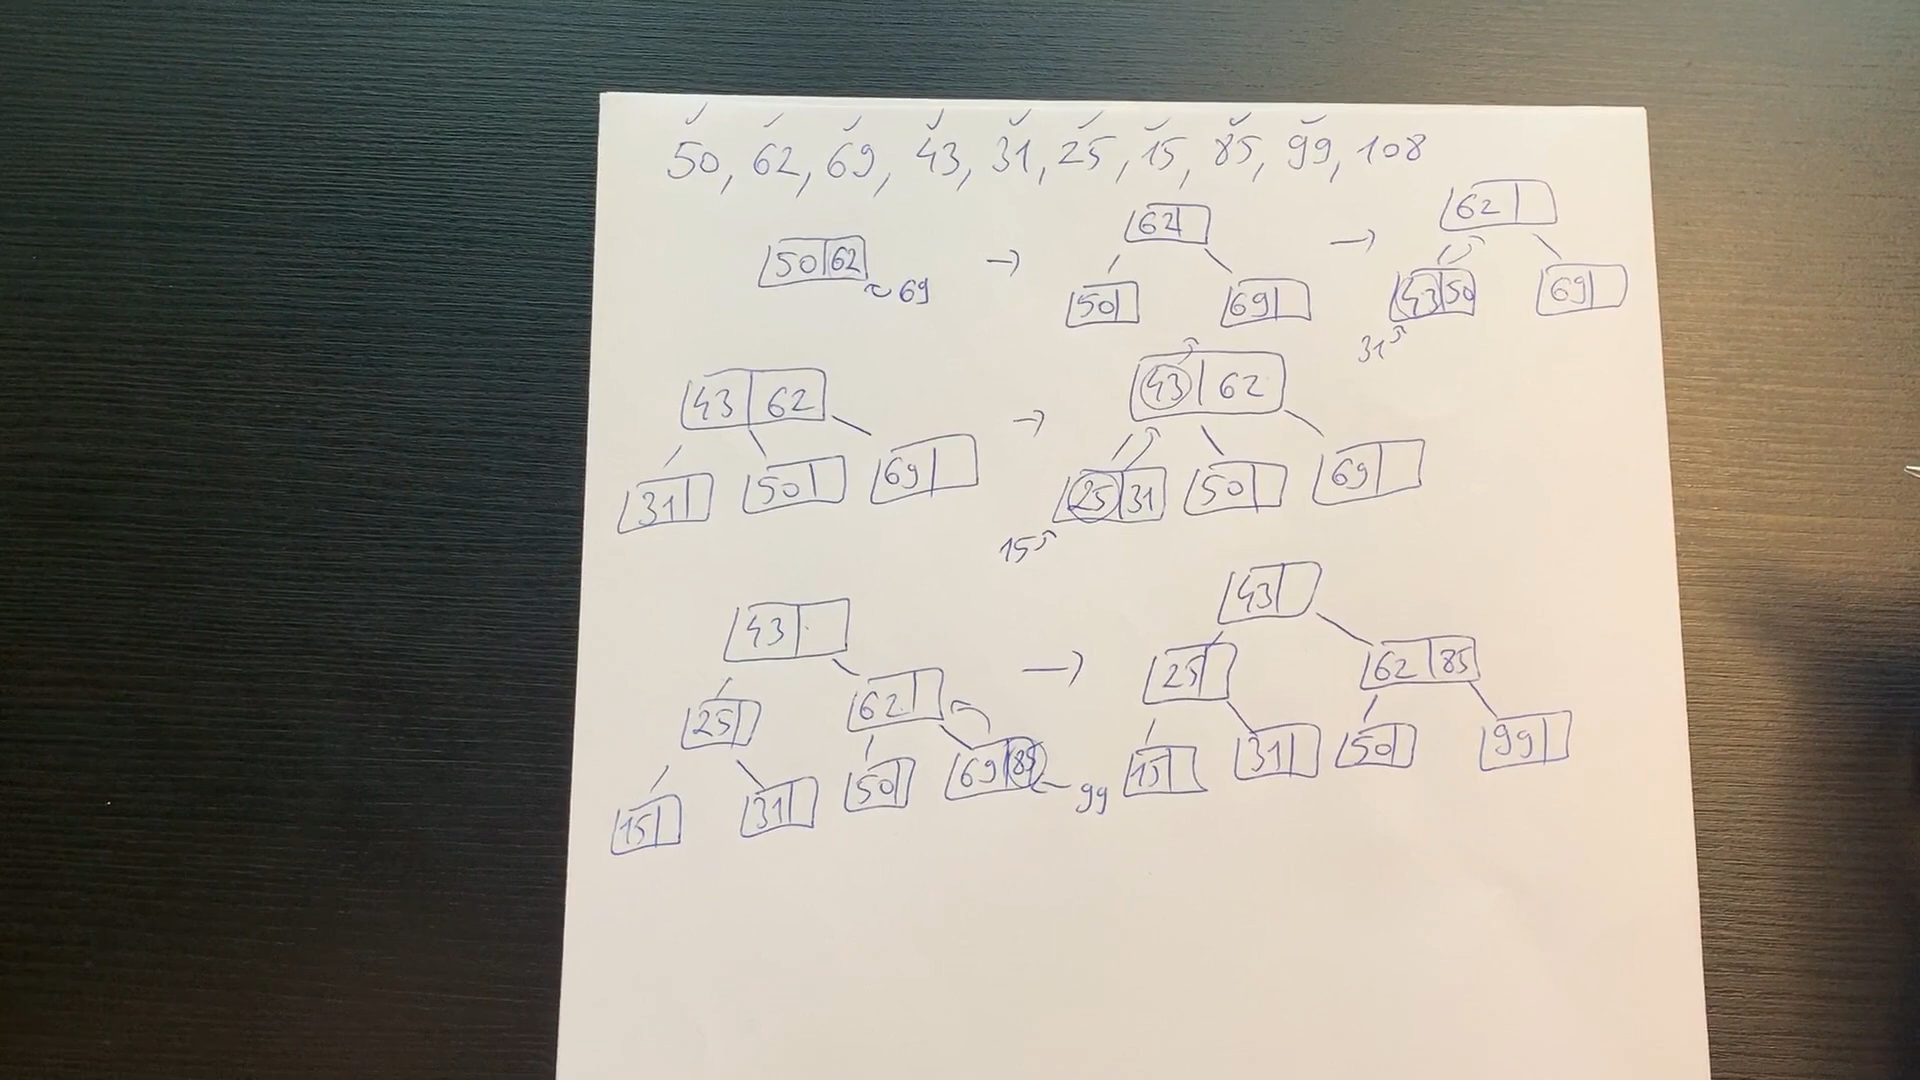 50, 62, 69, 43, 31, 25, 15, 85, 99, 108
50 62 69 → 62 → 62
50 69 43 50 69
31
43 62 → 43 62
31 50 69 25 31 50 69
15
43 → 43
25 62 25 62 85
15 31 50 69 85 99 15 31 50 99